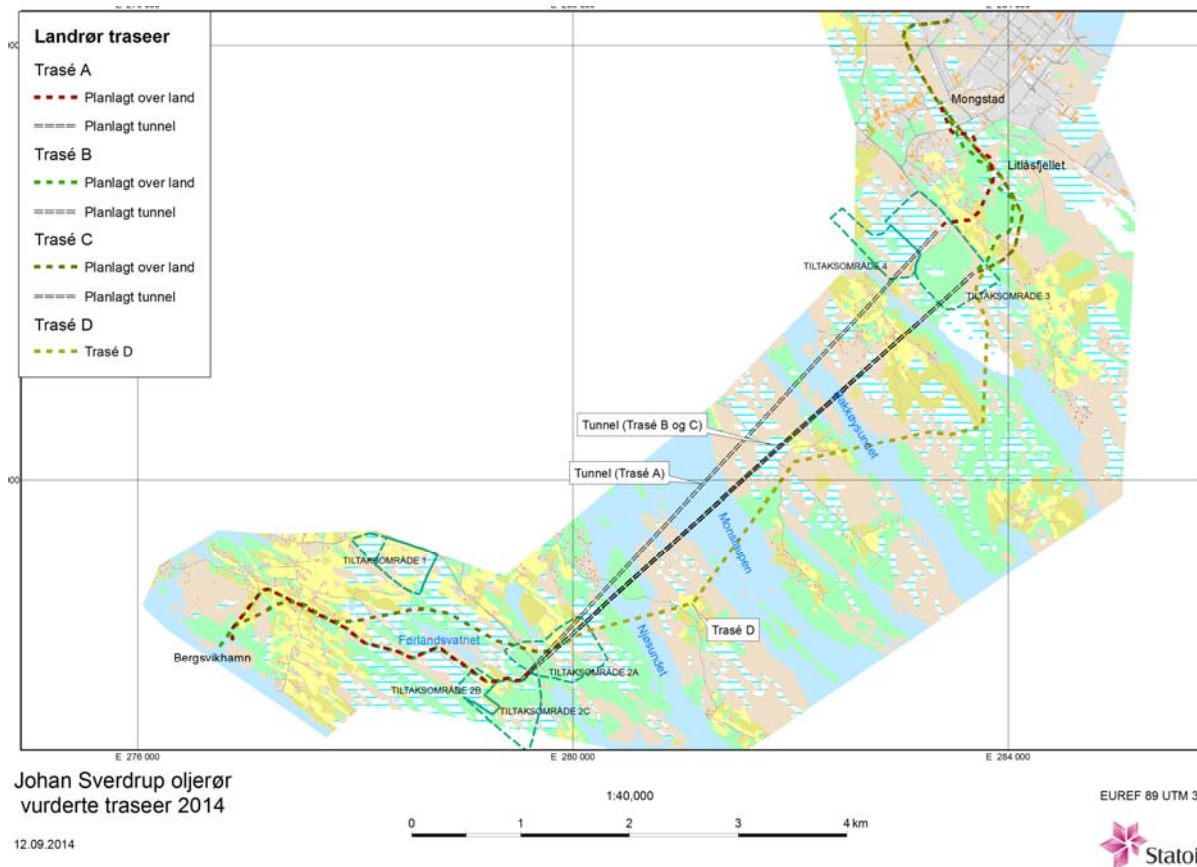 Landrør traseer
Trasé A
Planlagt over land
Planlagt tunnel
Trasé B
Planlagt over land
Planlagt tunnel
Trasé C
Planlagt over land
Planlagt tunnel
Trasé D
Trasé D
Mongstad
Litlåsfjellet
TILTAKSOMRÅDE 4
TILTAKSOMRÅDE 3
Bakkøysundet
Tunnel (Trasé B og C)
Tunnel (Trasé A)
Monslaupen
TILTAKSOMRÅDE 1
Trasé D
Njøsundet
Førlandsvatnet
Bergsvikhamn
TILTAKSOMRÅDE 2A
TILTAKSOMRÅDE 2B
TILTAKSOMRÅDE 2C
E 276 000
E 280 000
E 284 000
Johan Sverdrup oljerør
vurderte traseer 2014
12.09.2014
1:40,000
0 1 2 3 4 km
EUREF 89 UTM 3
Statoi